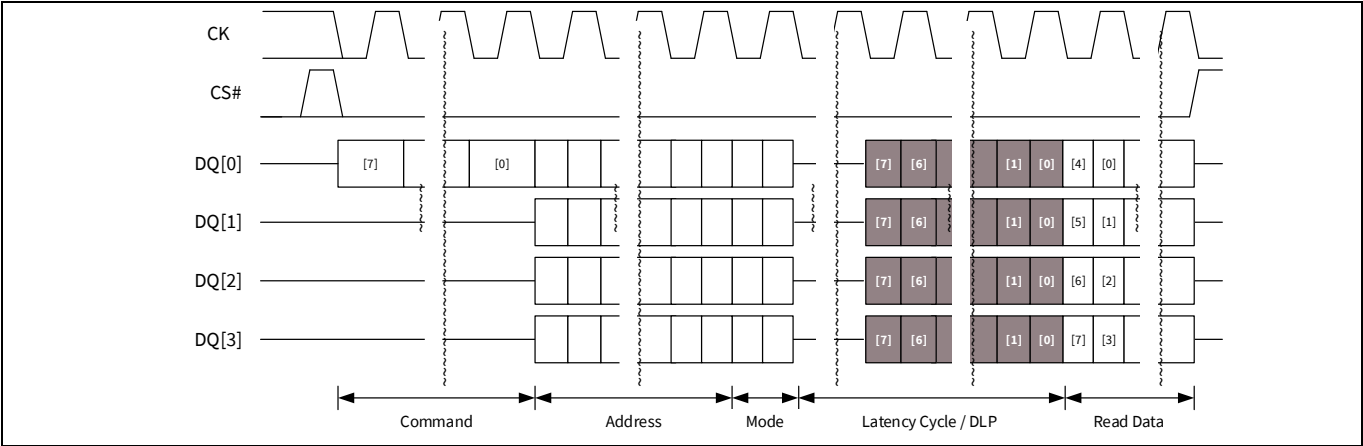 CK
CS#
DQ[0] [7] [0] [7] [6] [1] [0] [4] [0]
DQ[1] [7] [6] [1] [0] [5] [1]
DQ[2] [7] [6] [1] [0] [6] [2]
DQ[3] [7] [6] [1] [0] [7] [3]
Command Address Mode Latency Cycle / DLP Read Data